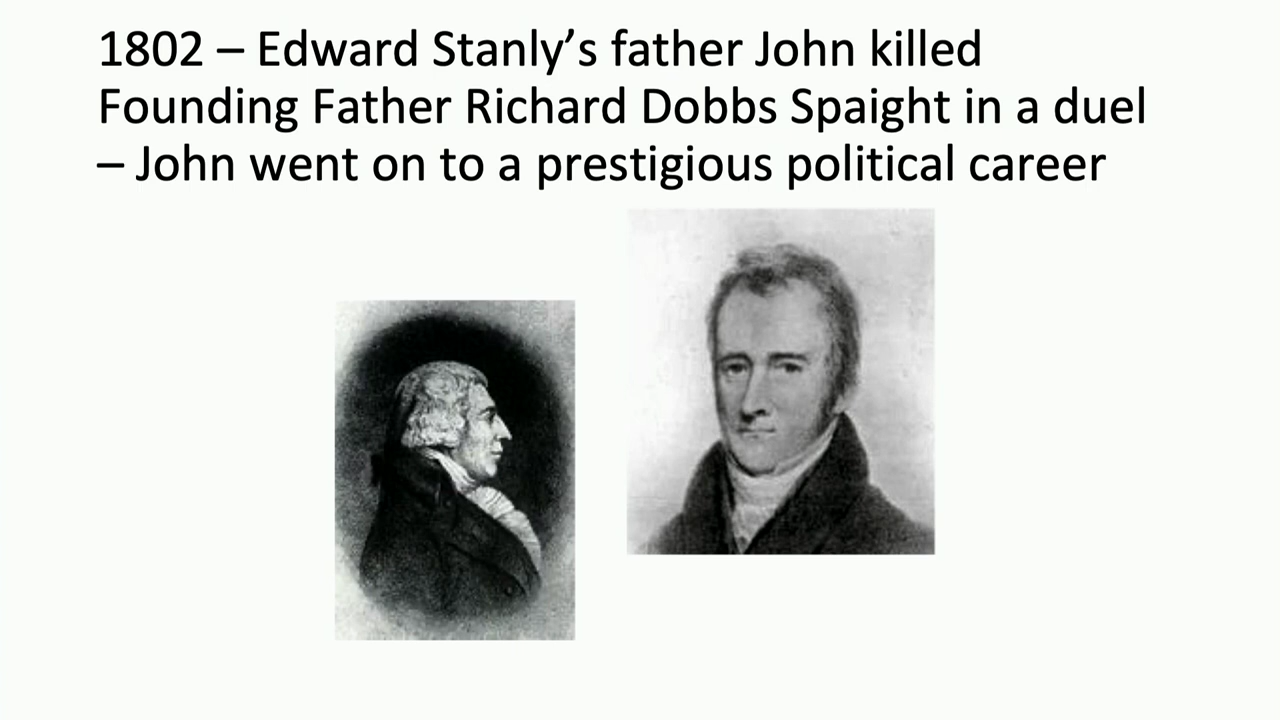 1802 – Edward Stanly’s father John killed
Founding Father Richard Dobbs Spaight in a duel
– John went on to a prestigious political career